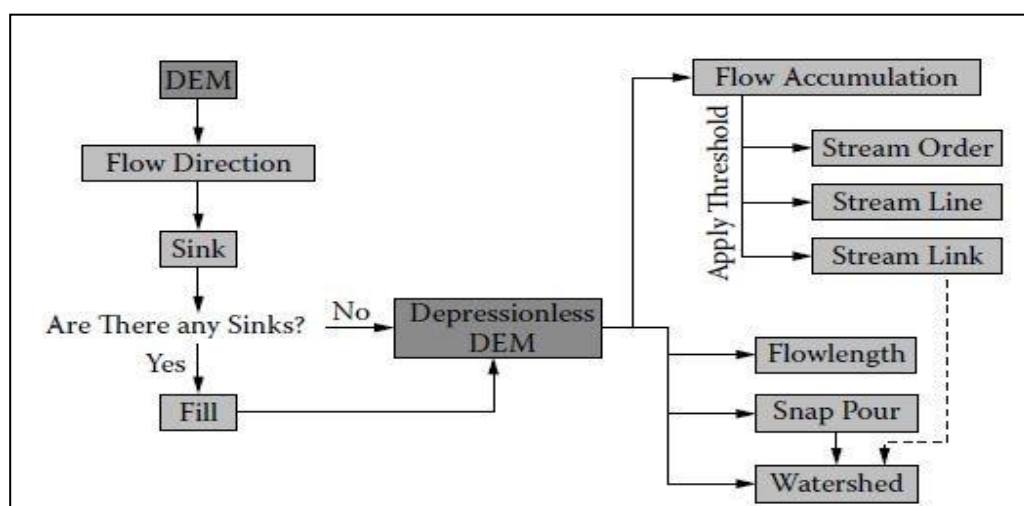 DEM
Flow Direction
Sink
Are There any Sinks?
No
Yes
Fill
Depressionless
DEM
Flow Accumulation
Apply Threshold
Stream Order
Stream Line
Stream Link
Flowlength
Snap Pour
Watershed